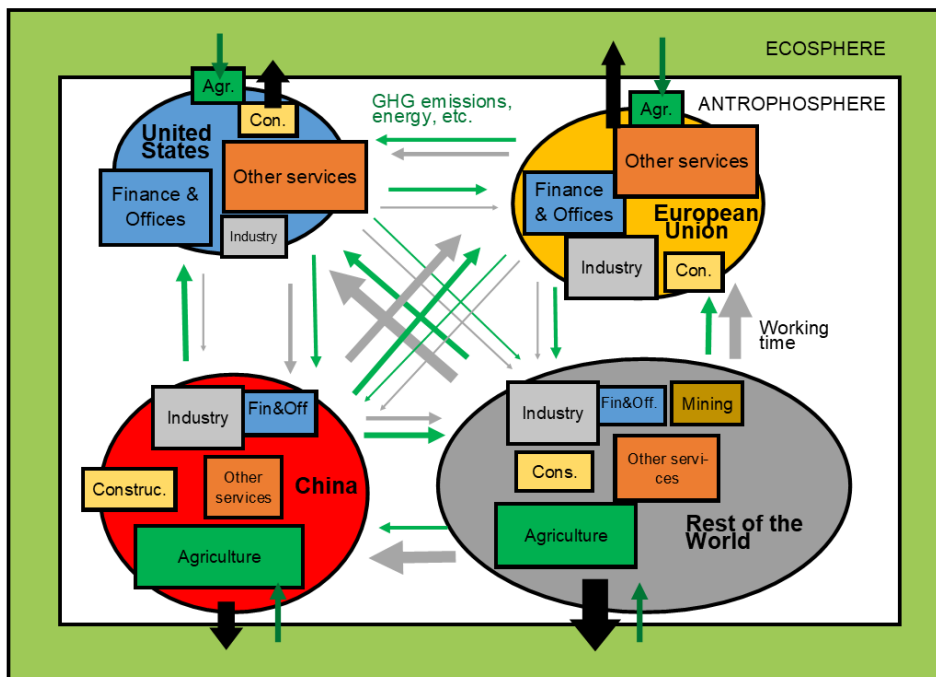 ECOSPHERE
ANTROPHOSPHERE
Agr.
Con.
United
States
Finance &
Offices
Other services
Industry
GHG emissions,
energy, etc.
Agr.
Other services
Finance
& Offices
European
Union
Industry
Con.
Working
time
Industry
Fin&Off
Construc.
Other
services
China
Agriculture
Industry
Fin&Off.
Mining
Cons.
Other servi-
ces
Agriculture
Rest of the
World